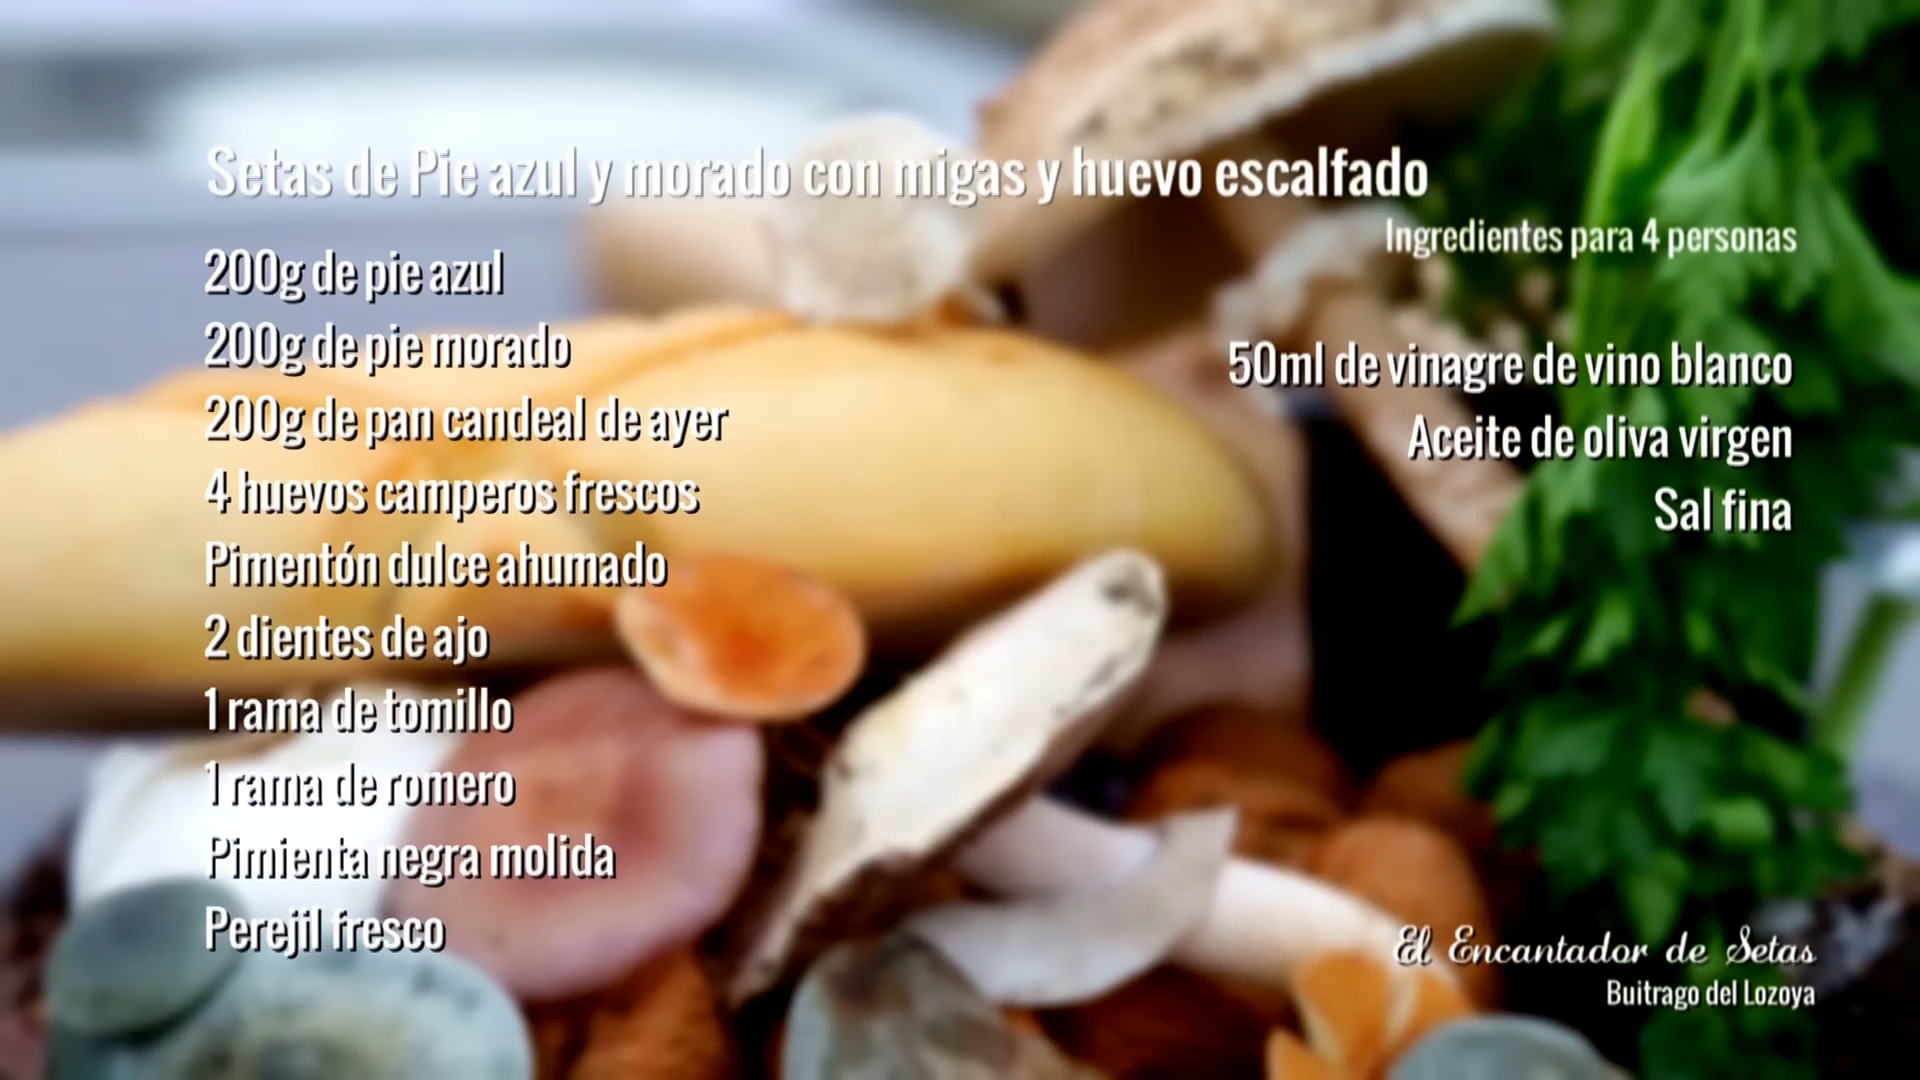 Setas de Pie azul y morado con migas y huevo escalfado
Ingredientes para 4 personas
200g de pie azul
200g de pie morado
200g de pan candeal de ayer
4 huevos camperos frescos
Pimentón dulce ahumado
2 dientes de ajo
1 rama de tomillo
1 rama de romero
Pimienta negra molida
Perejil fresco
50ml de vinagre de vino blanco
Aceite de oliva virgen
Sal fina
El Encantador de Setas
Buitrago del Lozoya